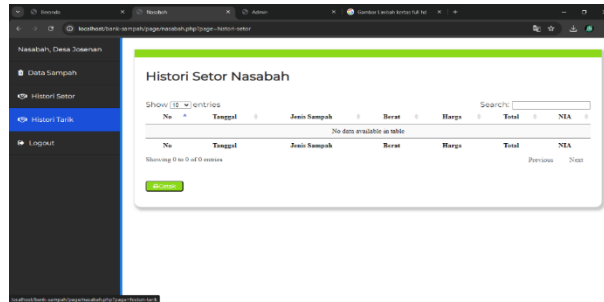 Beranda
Nasabah
Admin
Gambar Limbah kertas full hd
localhost/bank-sampah/page/nasabah.php?page=histori-setor
Nasabah, Desa Josenan
Data Sampah
Histori Setor
Histori Tarik
Logout
Histori Setor Nasabah
Show 10 entries
Search:
No Tanggal Jenis Sampah Berat Harga Total NIA
No data available in table
No Tanggal Jenis Sampah Berat Harga Total NIA
Showing 0 to 0 of 0 entries
Previous Next
Cetak
localhost/bank-sampah/page/nasabah.php?page=histori-tarik